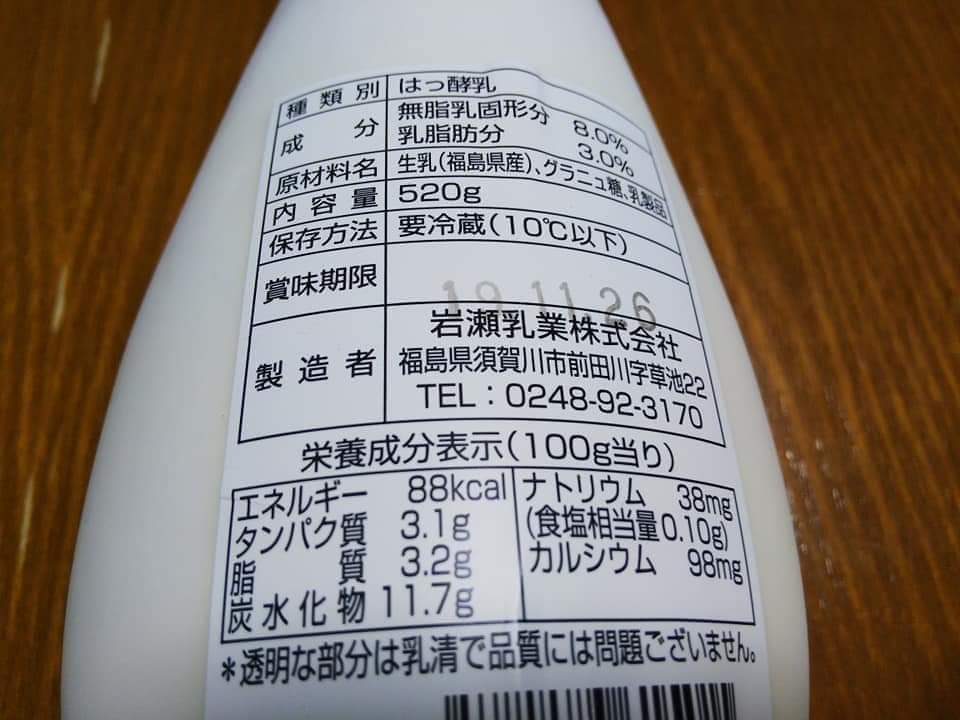 種類別 はっ酵乳
成分 無脂乳固形分 8.0%
乳脂肪分 3.0%
原材料名 生乳(福島県産)、グラニュ糖、乳製品
内容量 520g
保存方法 要冷蔵(10℃以下)
賞味期限 19.11.26
製造者 岩瀬乳業株式会社
福島県須賀川市前田川字草池22
TEL：0248-92-3170
栄養成分表示(100g当り)
エネルギー 88kcal
タンパク質 3.1g
脂質 3.2g
炭水化物 11.7g
ナトリウム 38mg
(食塩相当量0.10g)
カルシウム 98mg
*透明な部分は乳清で品質には問題ございません。